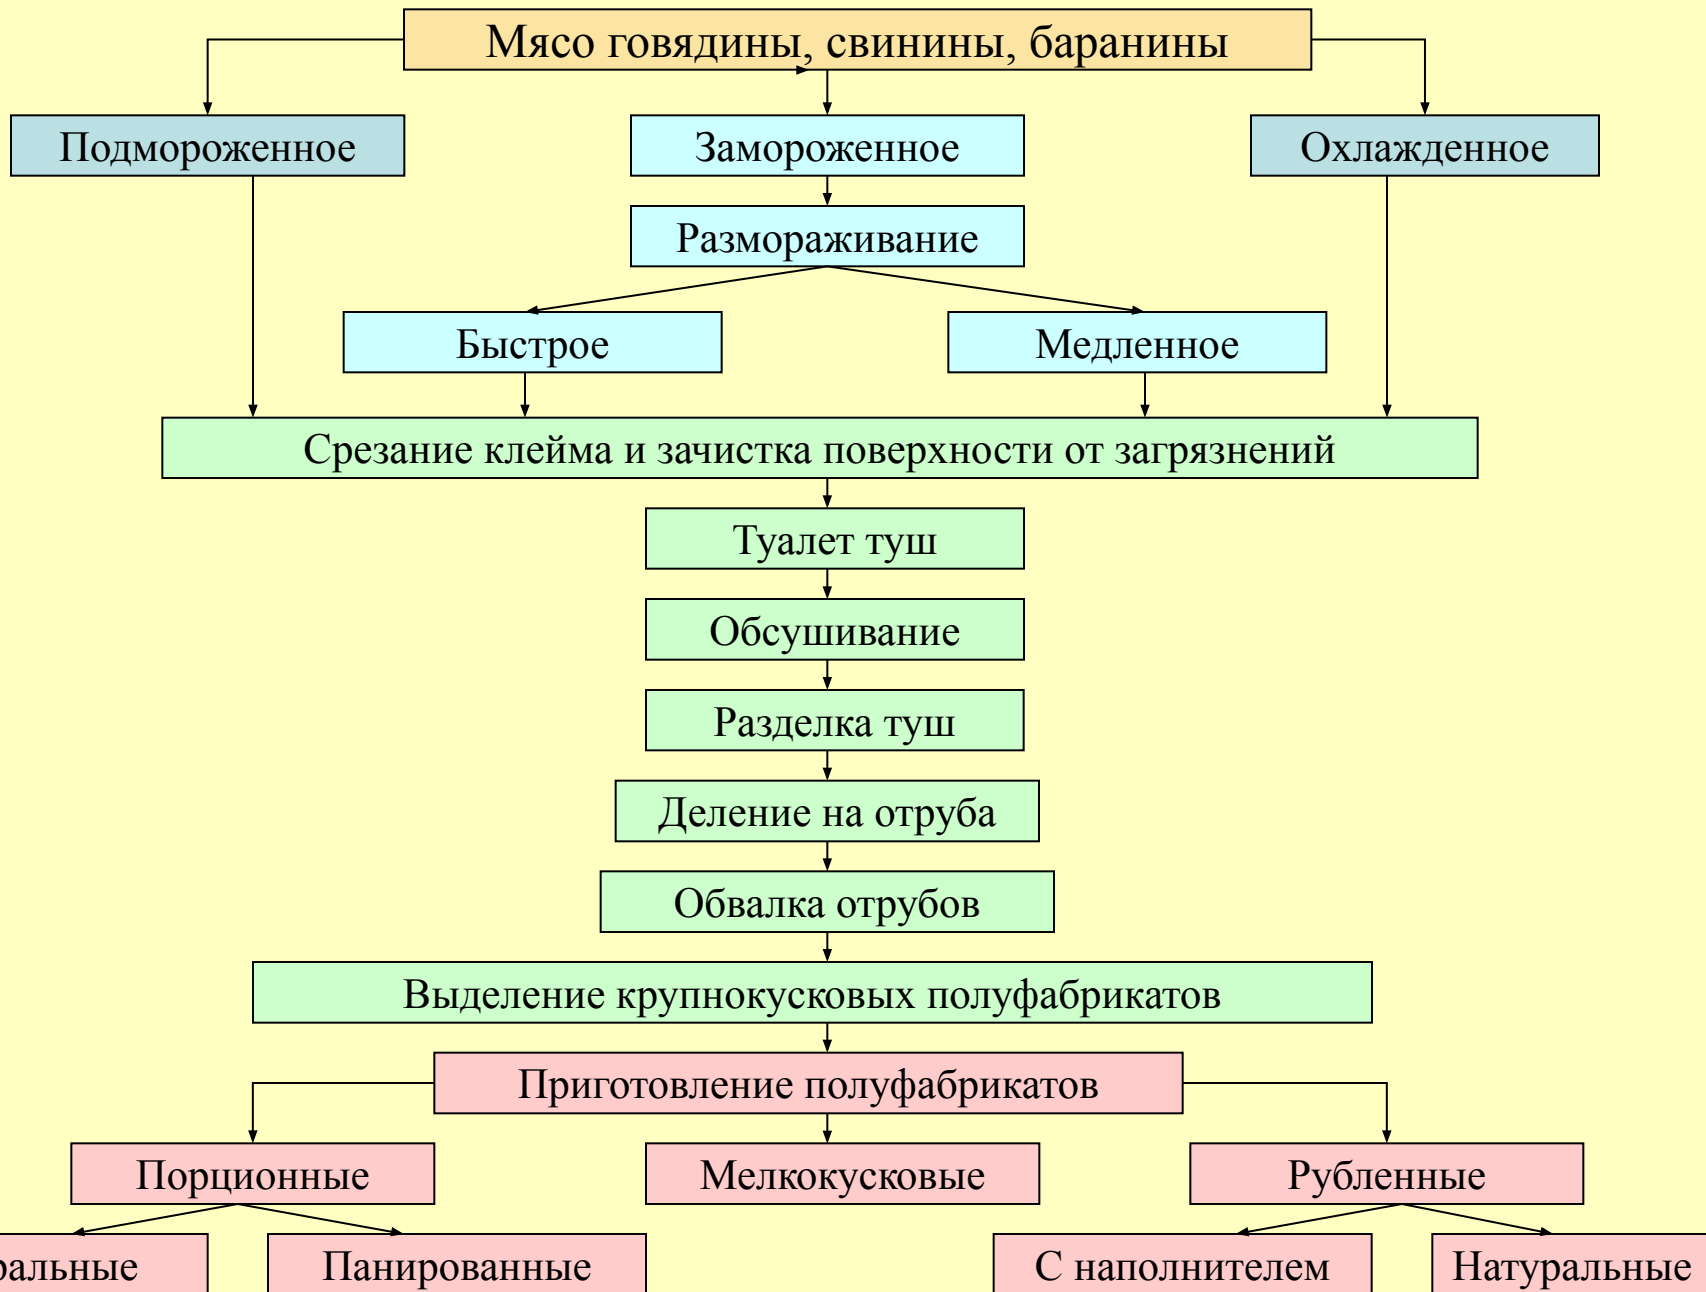 Мясо говядины, свинины, баранины
Подмороженное
Замороженное
Охлажденное
Размораживание
Быстрое
Медленное
Срезание клейма и зачистка поверхности от загрязнений
Туалет туш
Обсушивание
Разделка туш
Деление на отруба
Обвалка отрубов
Выделение крупнокусковых полуфабрикатов
Приготовление полуфабрикатов
Порционные
Мелкокусковые
Рубленные
Панированные
С наполнителем
Натуральные